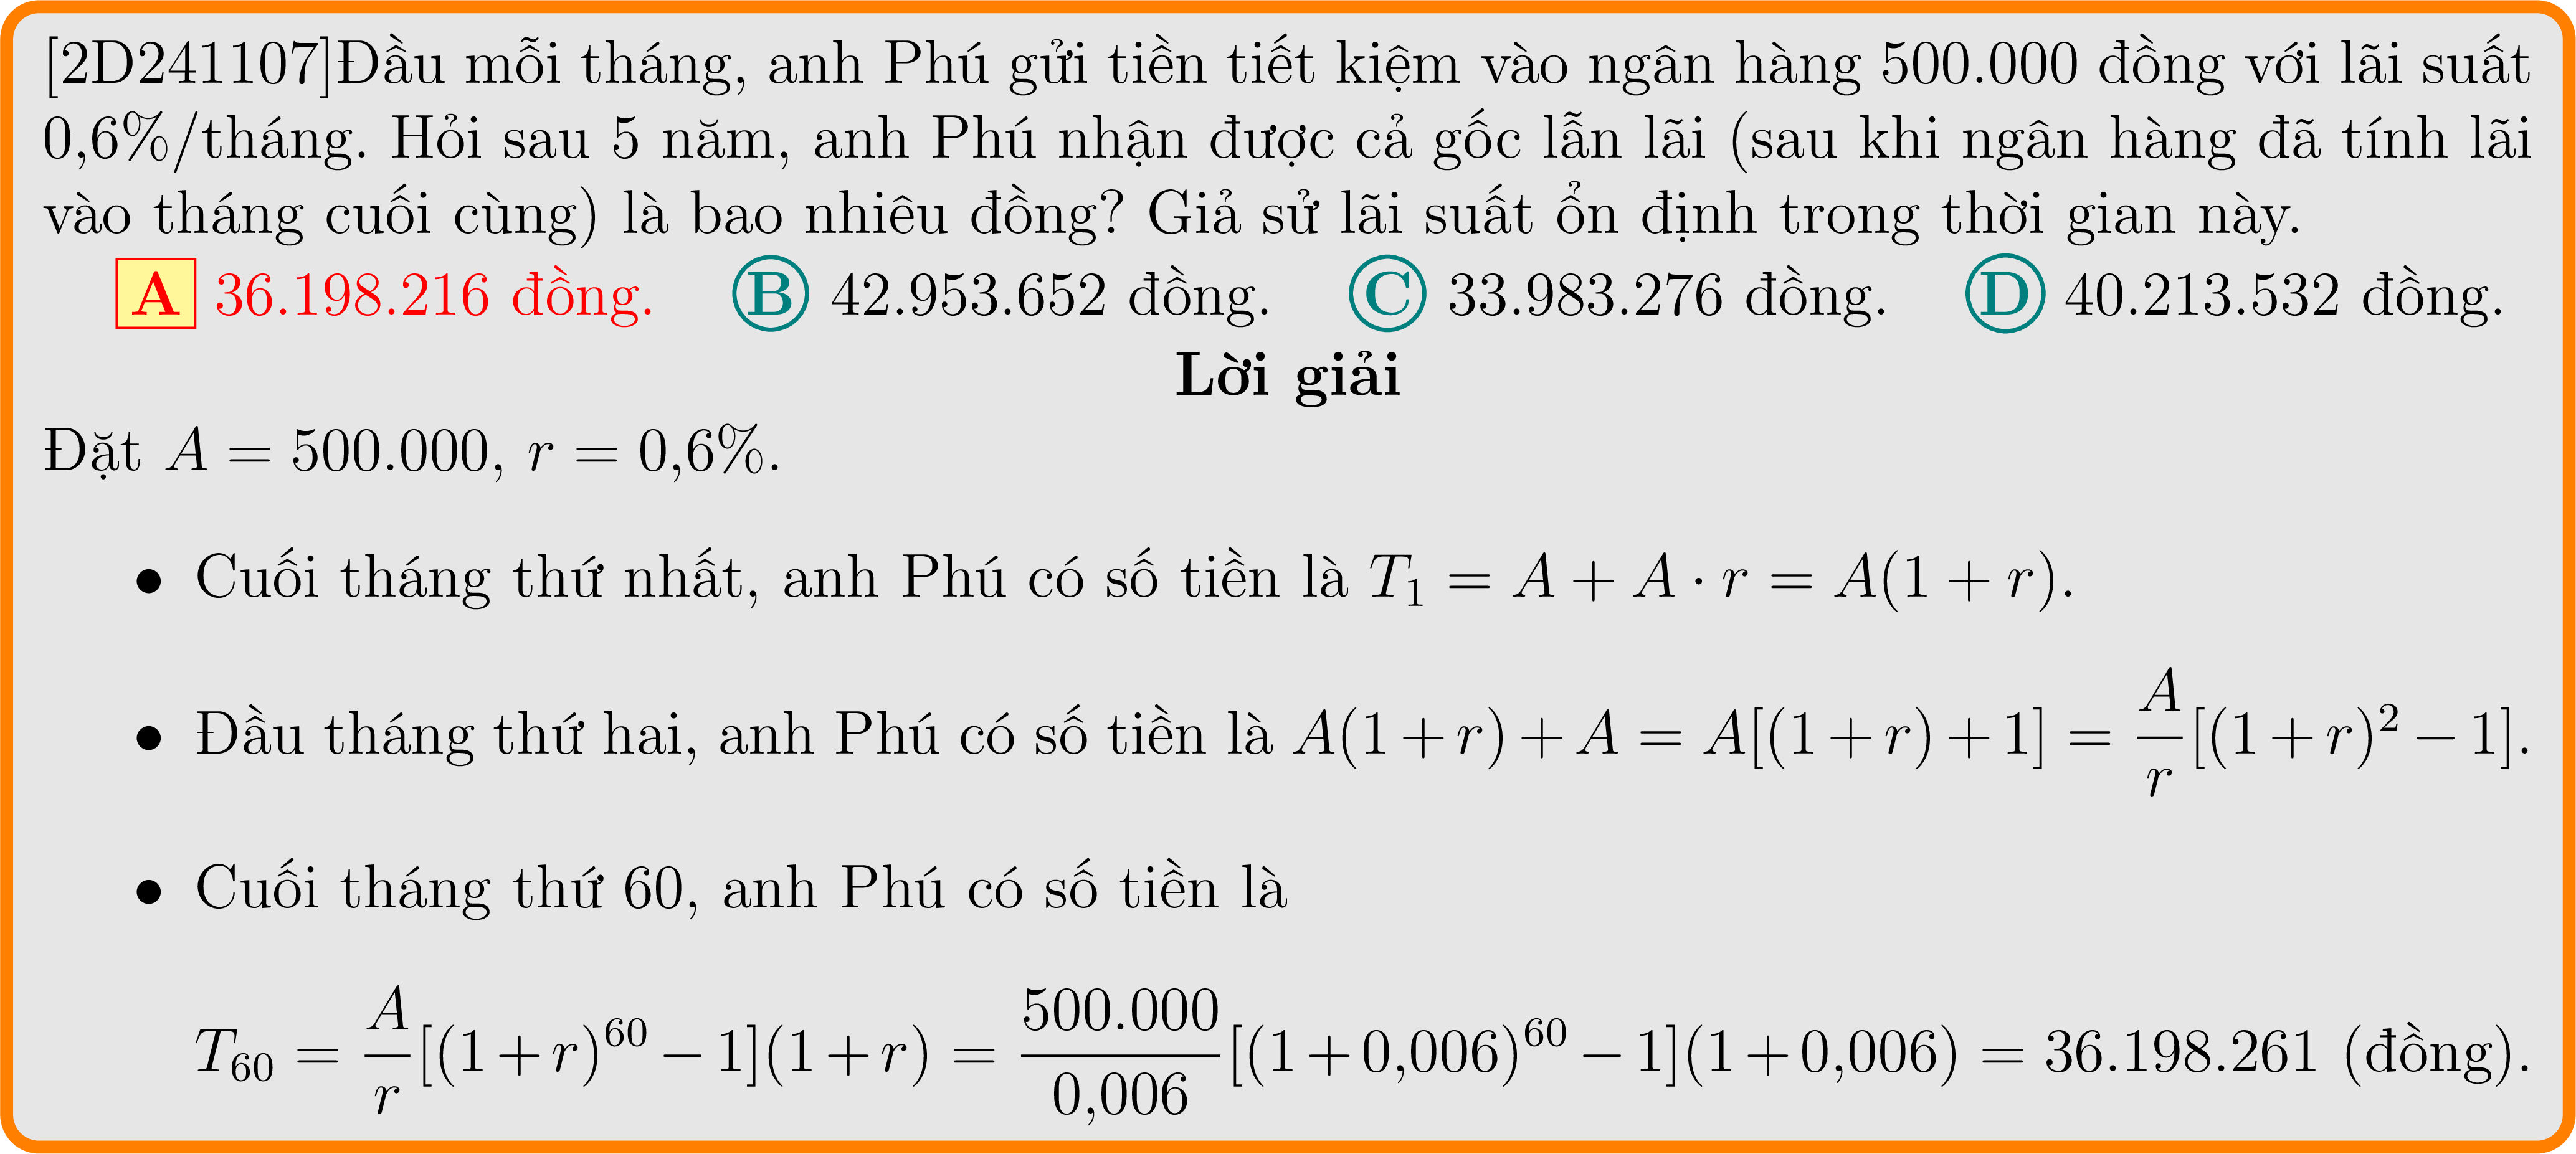 [2D241107]Đầu mỗi tháng, anh Phú gửi tiền tiết kiệm vào ngân hàng 500.000 đồng với lãi suất
0,6%/tháng. Hỏi sau 5 năm, anh Phú nhận được cả gốc lẫn lãi (sau khi ngân hàng đã tính lãi
vào tháng cuối cùng) là bao nhiêu đồng? Giả sử lãi suất ổn định trong thời gian này.
A 36.198.216 đồng. B 42.953.652 đồng. C 33.983.276 đồng. D 40.213.532 đồng.
Lời giải
Đặt A = 500.000, r = 0,6%.
• Cuối tháng thứ nhất, anh Phú có số tiền là T₁ = A + A · r = A(1 + r).
• Đầu tháng thứ hai, anh Phú có số tiền là A(1 + r) + A = A[(1 + r) + 1] = \frac{A}{r}[(1 + r)² − 1].
• Cuối tháng thứ 60, anh Phú có số tiền là
T₆₀ = \frac{A}{r}[(1 + r)⁶⁰ − 1](1 + r) = \frac{500.000}{0,006}[(1 + 0,006)⁶⁰ − 1](1 + 0,006) = 36.198.261 (đồng).